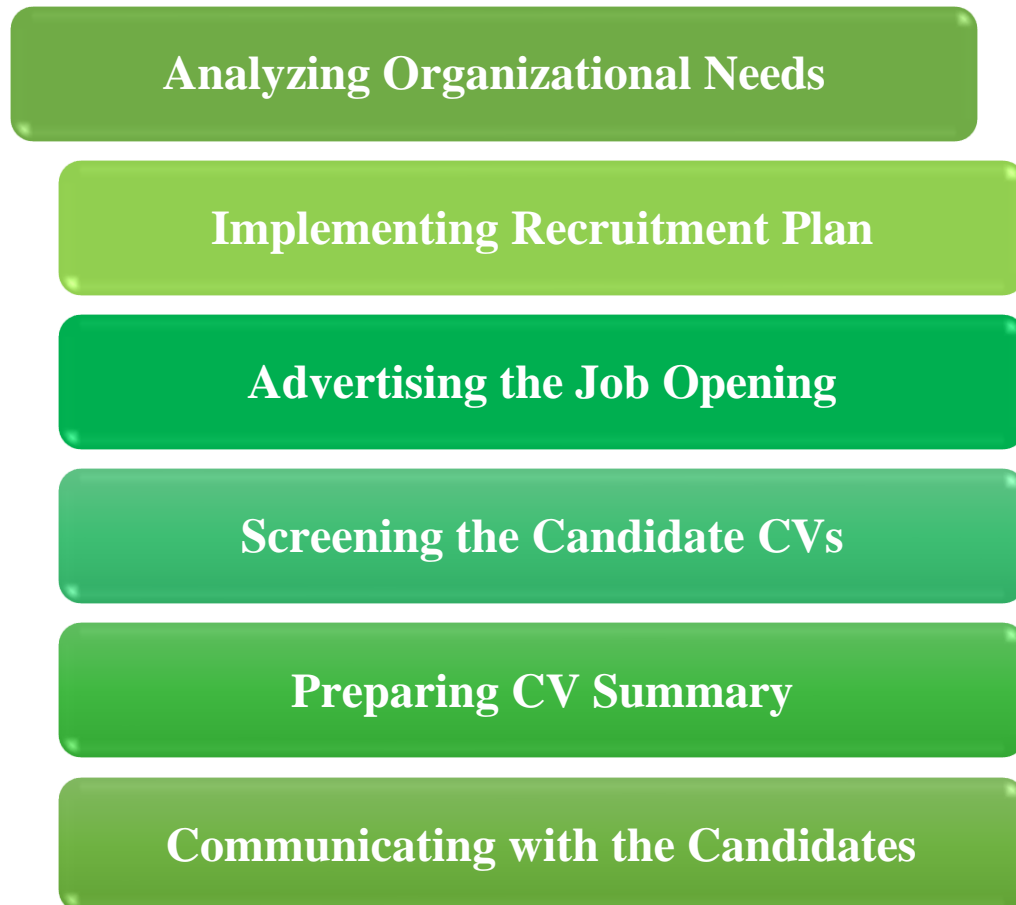 Analyzing Organizational Needs
Implementing Recruitment Plan
Advertising the Job Opening
Screening the Candidate CVs
Preparing CV Summary
Communicating with the Candidates